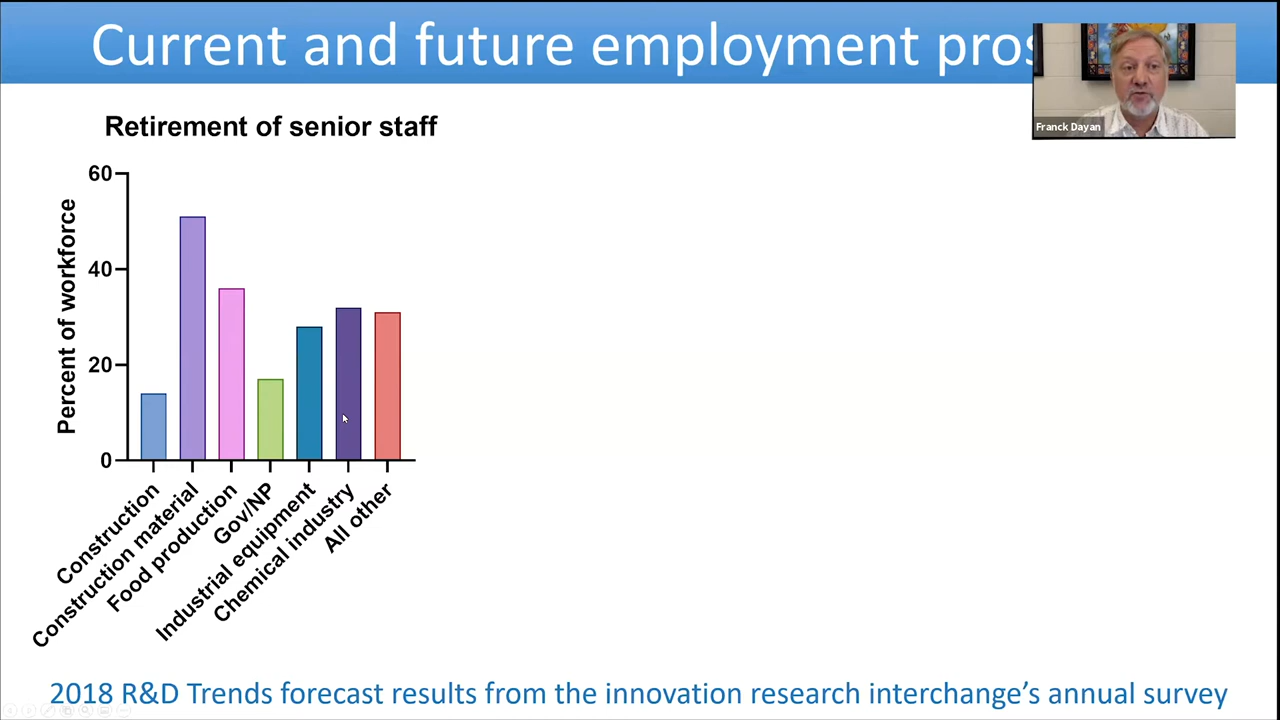 Current and future employment pros
Franck Dayan
Retirement of senior staff
Percent of workforce
60
40
20
0
Construction
Construction material
Food production
Gov/NP
Industrial equipment
Chemical industry
All other
2018 R&D Trends forecast results from the innovation research interchange's annual survey